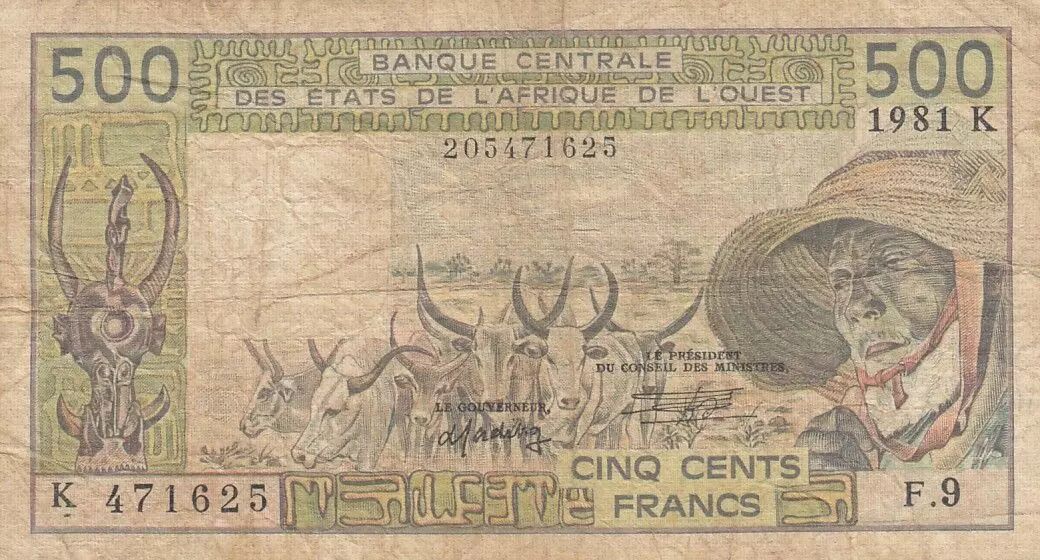 500
BANQUE CENTRALE
DES ÉTATS DE L'AFRIQUE DE L'OUEST
500
1981 K
205471625
LE PRÉSIDENT
DU CONSEIL DES MINISTRES,
LE GOUVERNEUR,
CINQ CENTS
FRANCS
K 471625
F.9